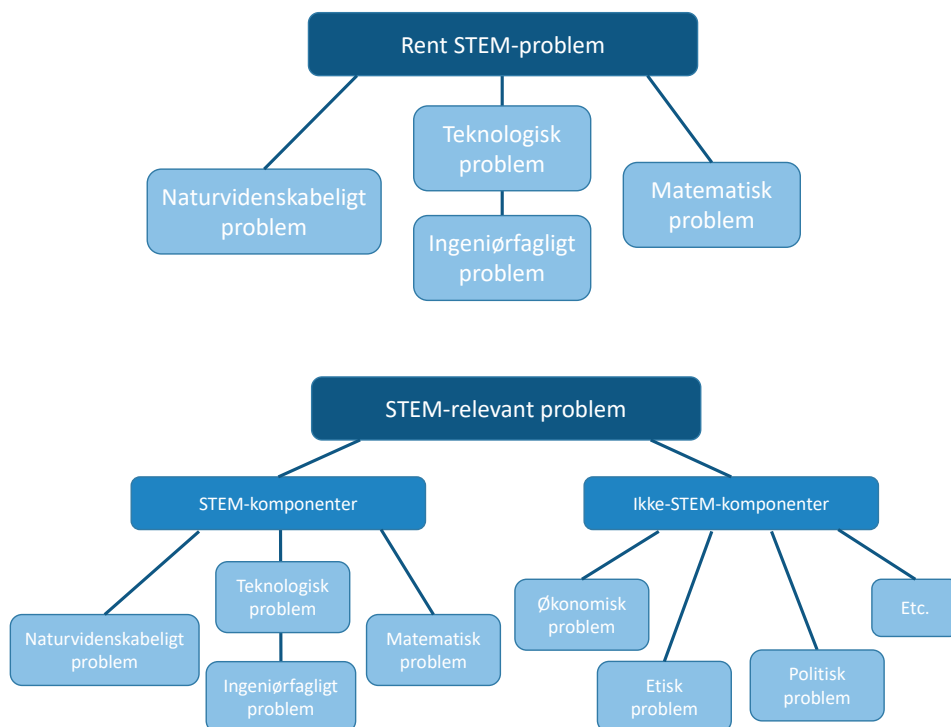 Rent STEM-problem
Teknologisk
problem
Naturvidenskabeligt
problem
Matematisk
problem
Ingeniørfagligt
problem
STEM-relevant problem
STEM-komponenter
Ikke-STEM-komponenter
Teknologisk
problem
Naturvidenskabeligt
problem
Matematisk
problem
Ingeniørfagligt
problem
Økonomisk
problem
Etc.
Etisk
problem
Politisk
problem